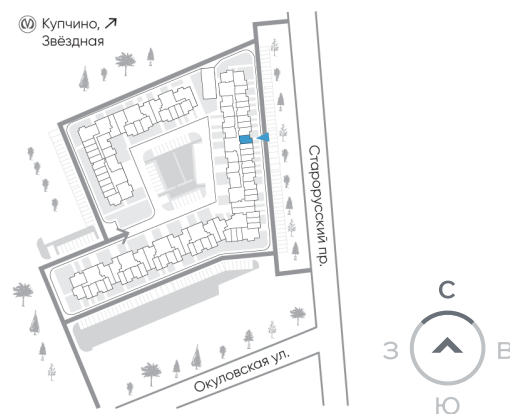 Купчино, ↗
Звёздная
Старорусский пр.
Окуловская ул.
С
З
В
Ю